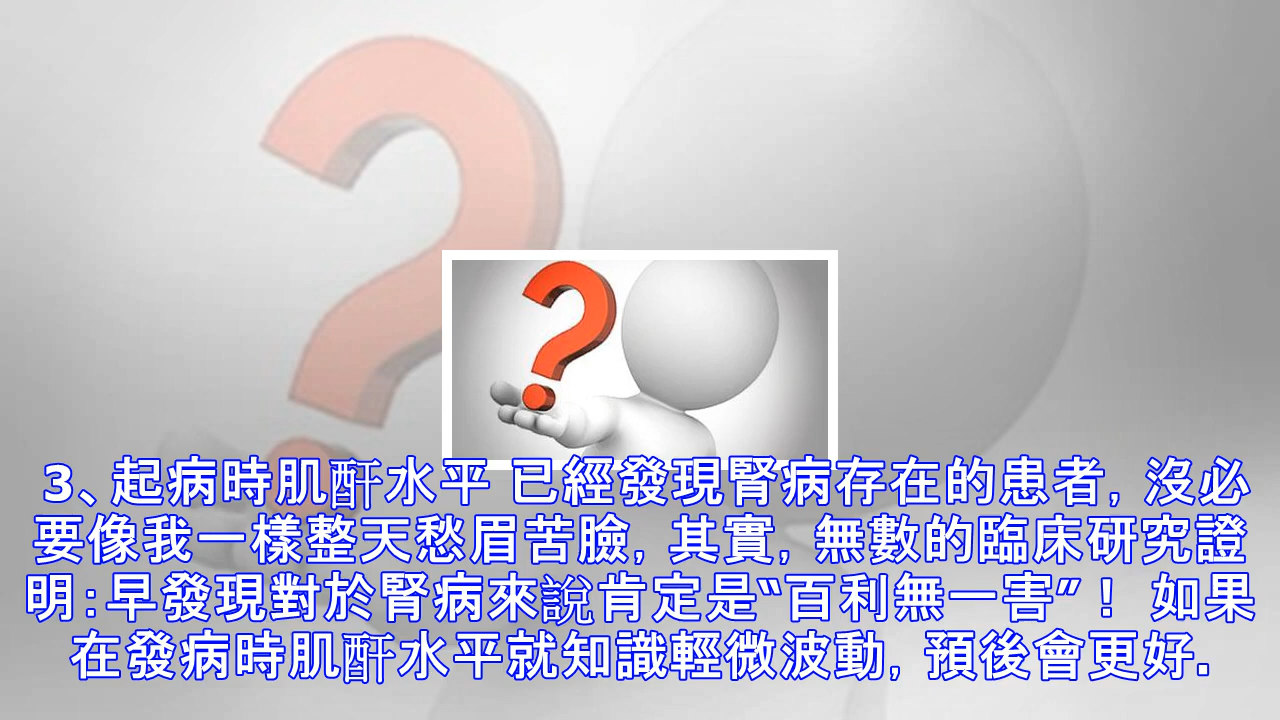 3、起病時肌酐水平 已經發現腎病存在的患者, 沒必
要像我一樣整天愁眉苦臉, 其實, 無數的臨床研究證
明:早發現對於腎病來說肯定是“百利無一害”！ 如果
在發病時肌酐水平就知識輕微波動, 預後會更好.